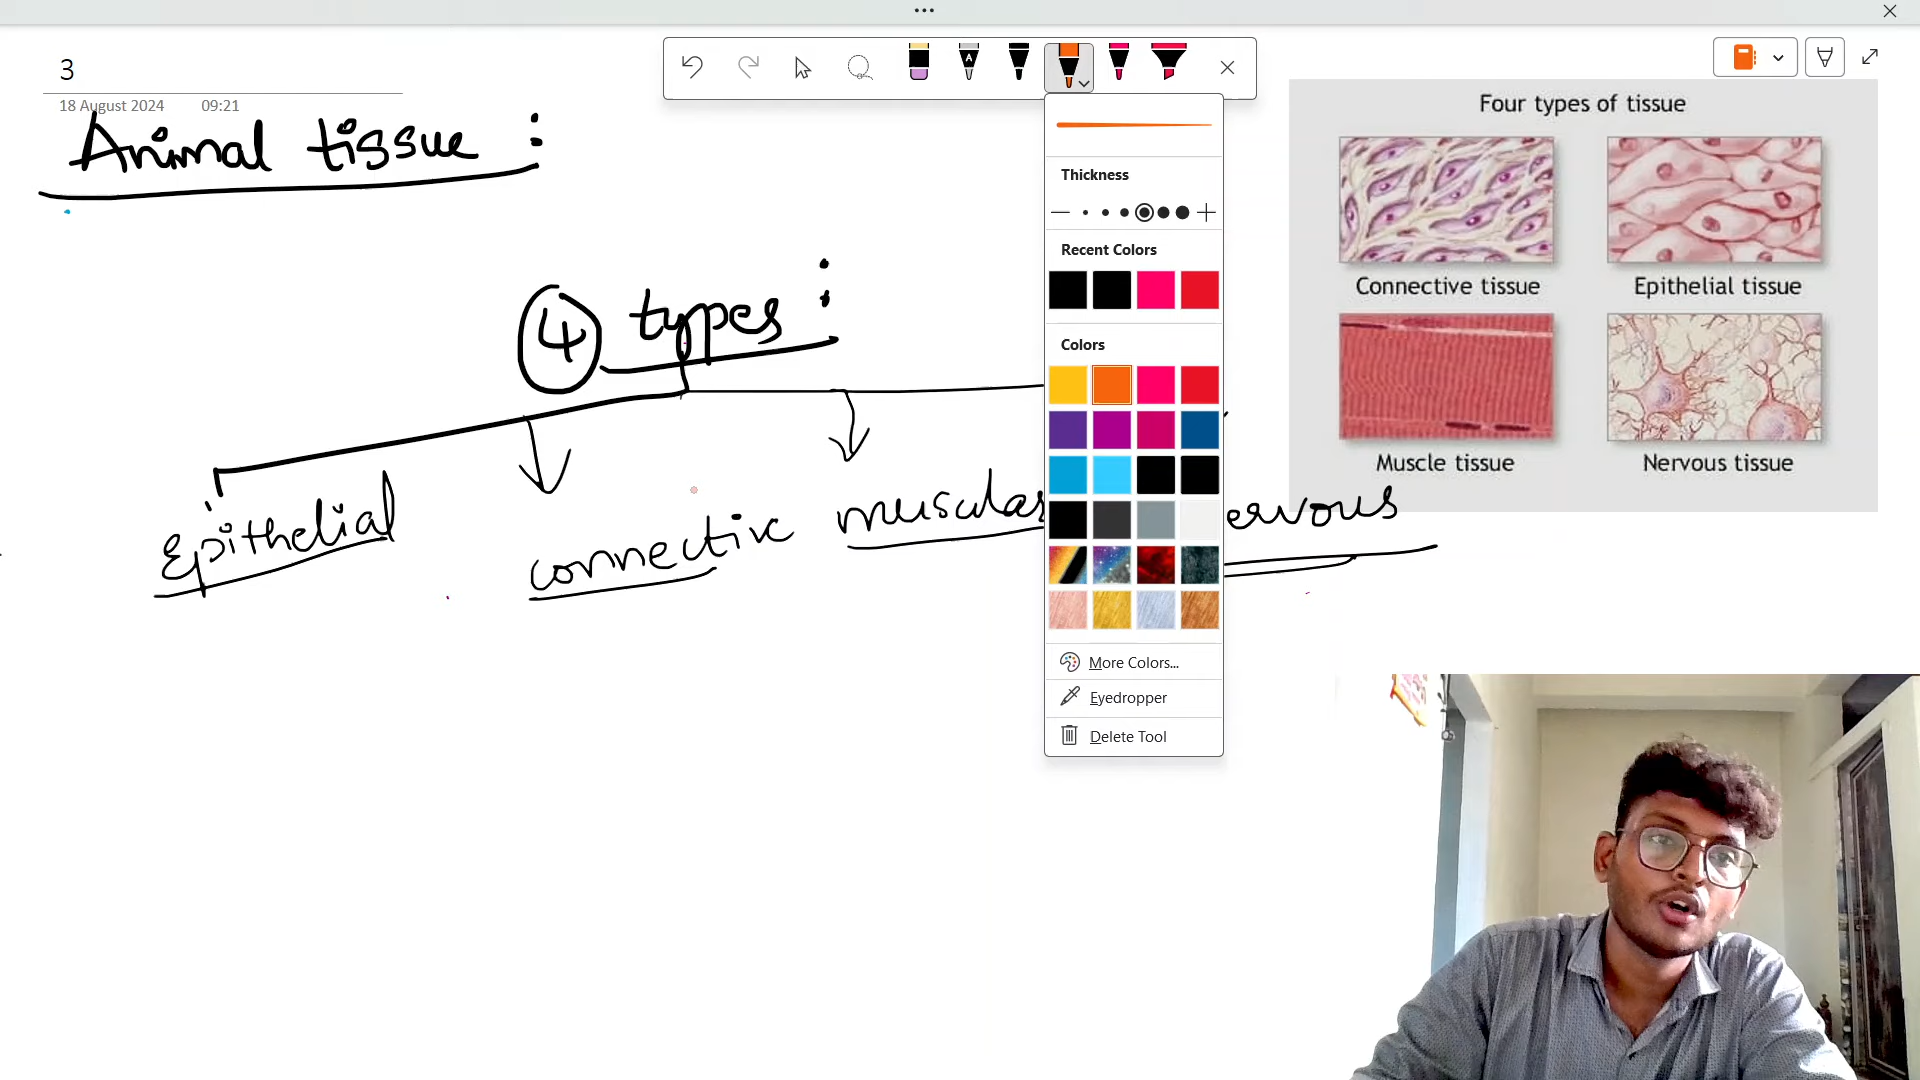 3
18 August 2024 09:21
Animal tissue :
4 types :
Epithelial
connective
muscular
ervous
A
Thickness
Recent Colors
Colors
More Colors...
Eyedropper
Delete Tool
Four types of tissue
Connective tissue Epithelial tissue
Muscle tissue Nervous tissue